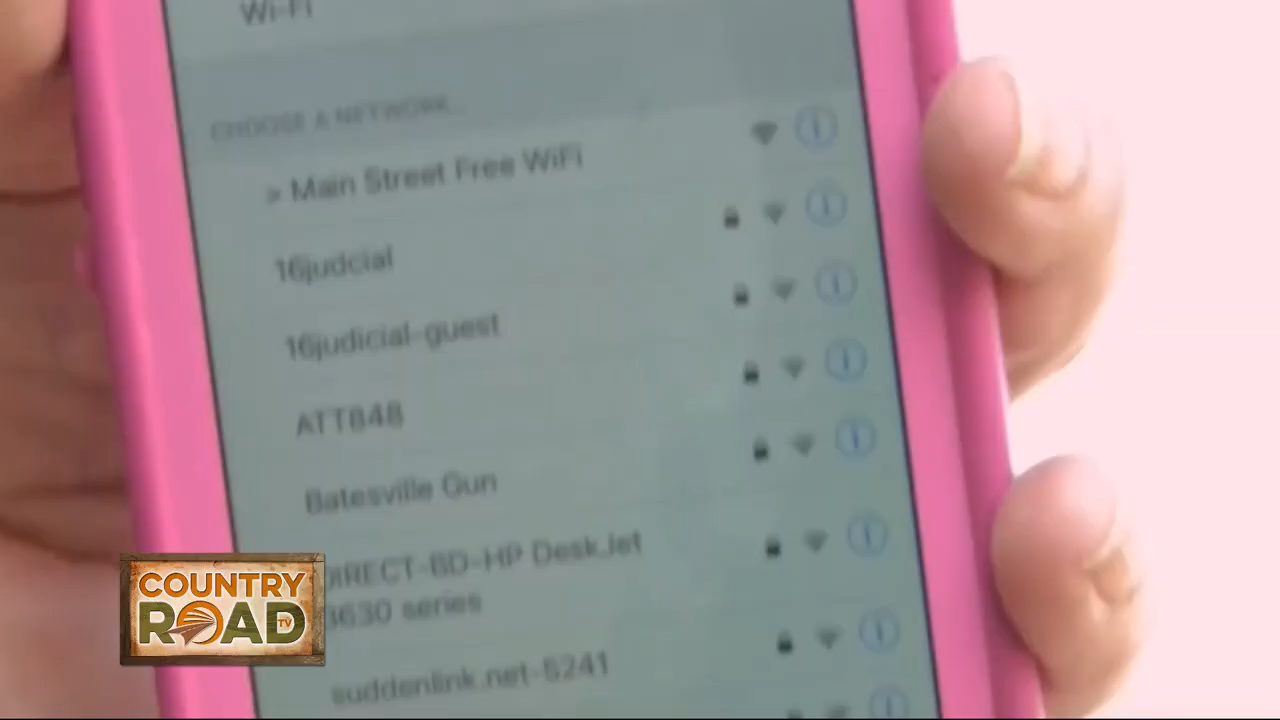 Wi-Fi
CHOOSE A NETWORK...
> Main Street Free WiFi
16judcial
16judicial-guest
ATT848
Batesville Gun
DIRECT-BD-HP DeskJet
3630 series
suddenlink.net-5241
COUNTRY
ROAD TV